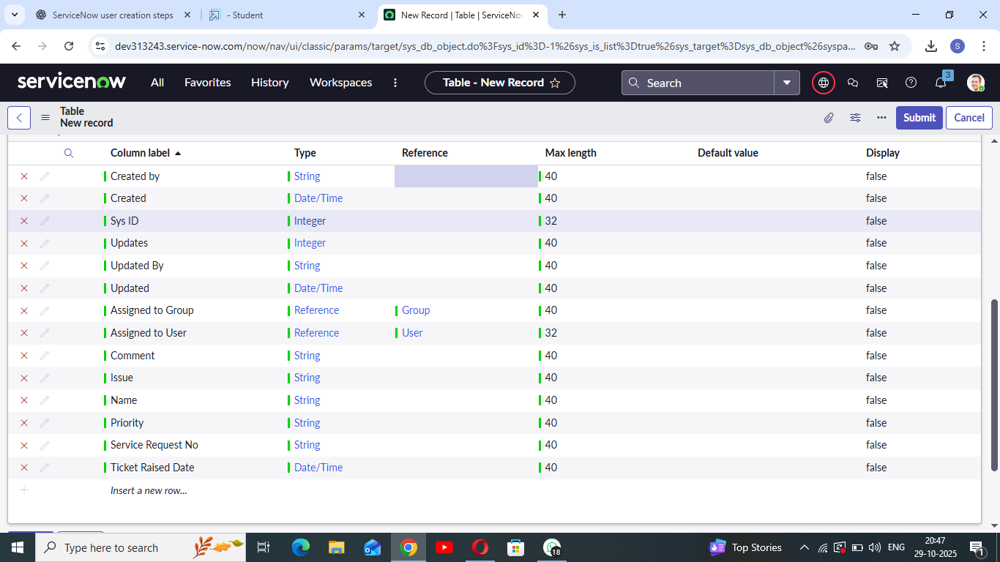 ServiceNow user creation steps
- Student
New Record | Table | ServiceNo
dev313243.service-now.com/now/nav/ui/classic/params/target/sys_db_object.do%3Fsys_id%3D-1%26sys_is_list%3Dtrue%26sys_target%3Dsys_db_object%26syspa...
S
servicenow All Favorites History Workspaces Table - New Record Search 3
Table
New record
Submit Cancel
Column label Type Reference Max length Default value Display
Created by String 40 false
Created Date/Time 40 false
Sys ID Integer 32 false
Updates Integer 40 false
Updated By String 40 false
Updated Date/Time 40 false
Assigned to Group Reference Group 40 false
Assigned to User Reference User 32 false
Comment String 40 false
Issue String 40 false
Name String 40 false
Priority String 40 false
Service Request No String 40 false
Ticket Raised Date Date/Time 40 false
Insert a new row...
Type here to search
18
Top Stories
ENG
20:47
29-10-2025
1